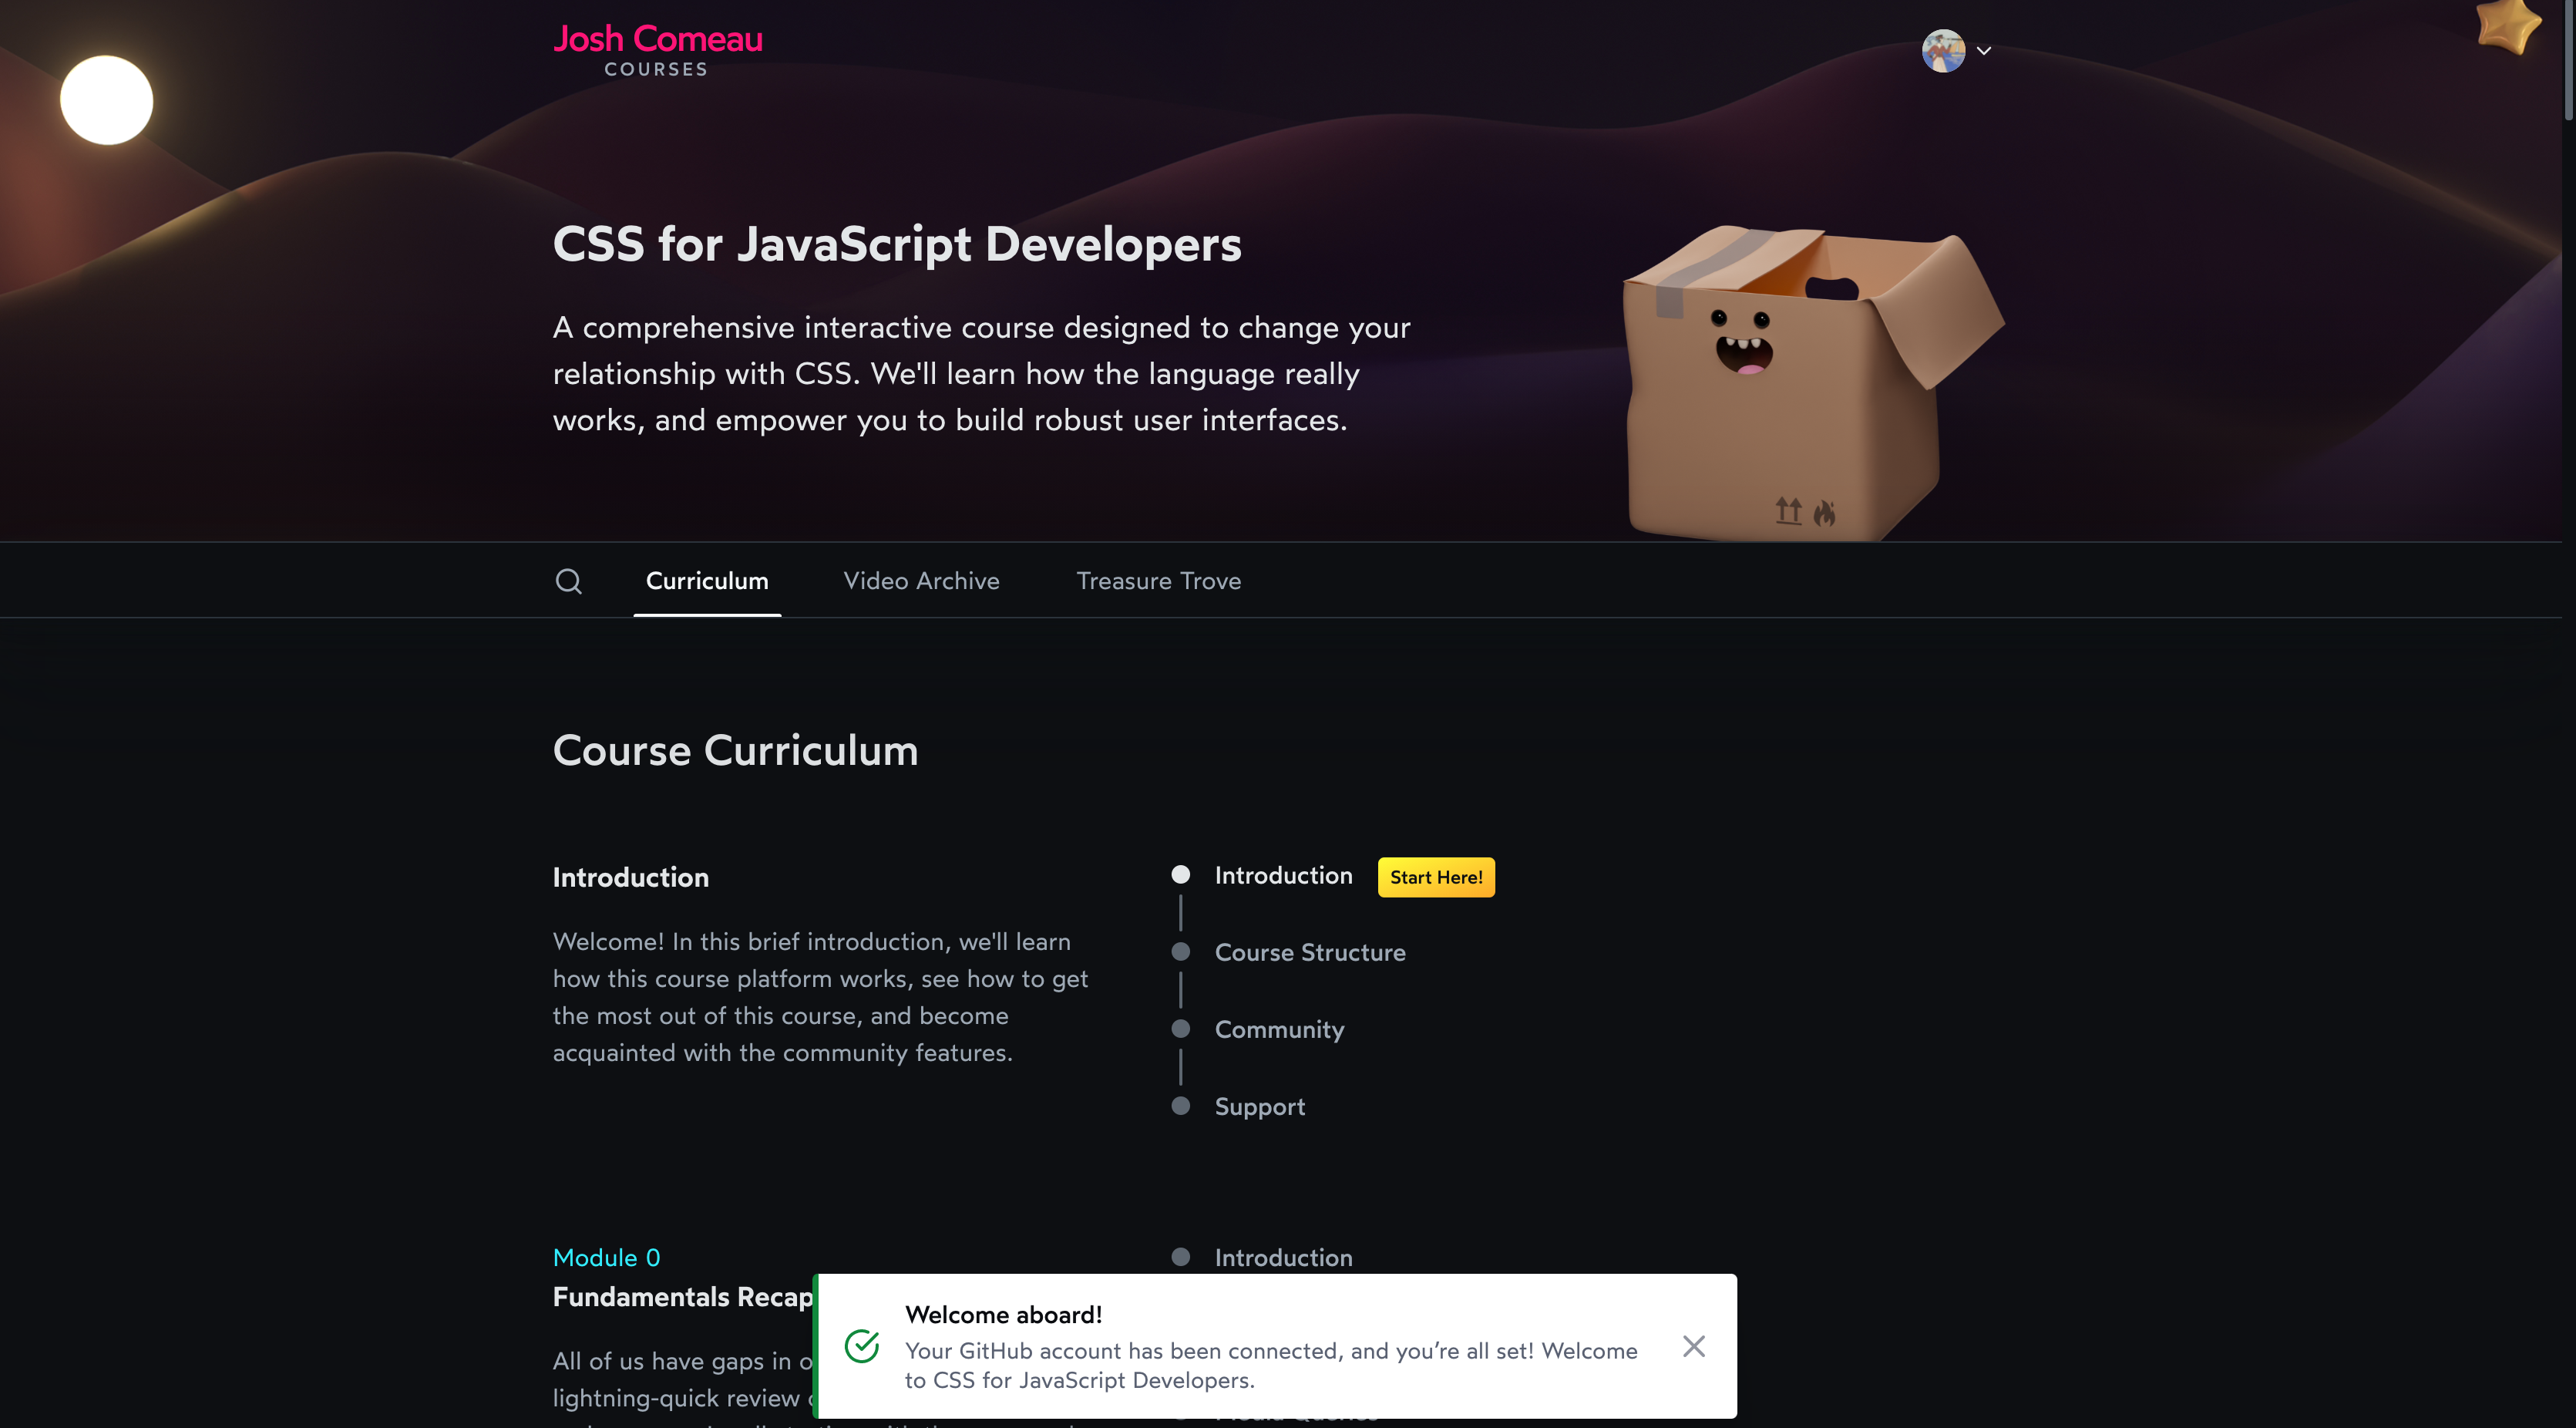 Josh Comeau
COURSES
CSS for JavaScript Developers
A comprehensive interactive course designed to change your
relationship with CSS. We'll learn how the language really
works, and empower you to build robust user interfaces.
Curriculum
Video Archive
Treasure Trove
Course Curriculum
Introduction
Welcome! In this brief introduction, we'll learn
how this course platform works, see how to get
the most out of this course, and become
acquainted with the community features.
Introduction
Start Here!
Course Structure
Community
Support
Module 0
Fundamentals Recap
All of us have gaps in
lightning-quick review
Introduction
Welcome aboard!
Your GitHub account has been connected, and you’re all set! Welcome
to CSS for JavaScript Developers.